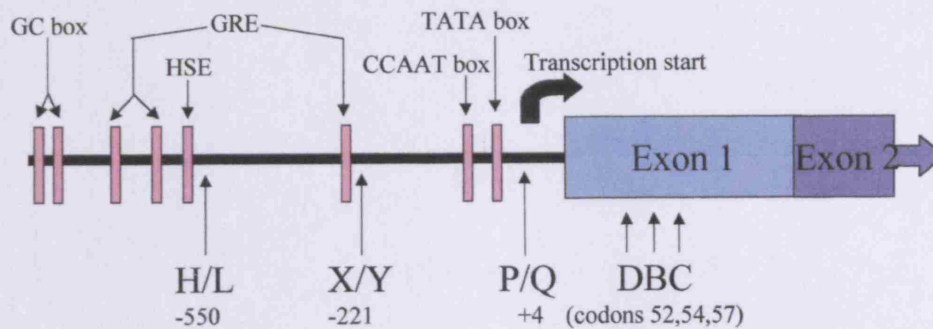 GC box
GRE
TATA box
HSE
CCAAT box
Transcription start
Exon 1
Exon 2
H/L
X/Y
P/Q
DBC
-550
-221
+4
(codons 52,54,57)